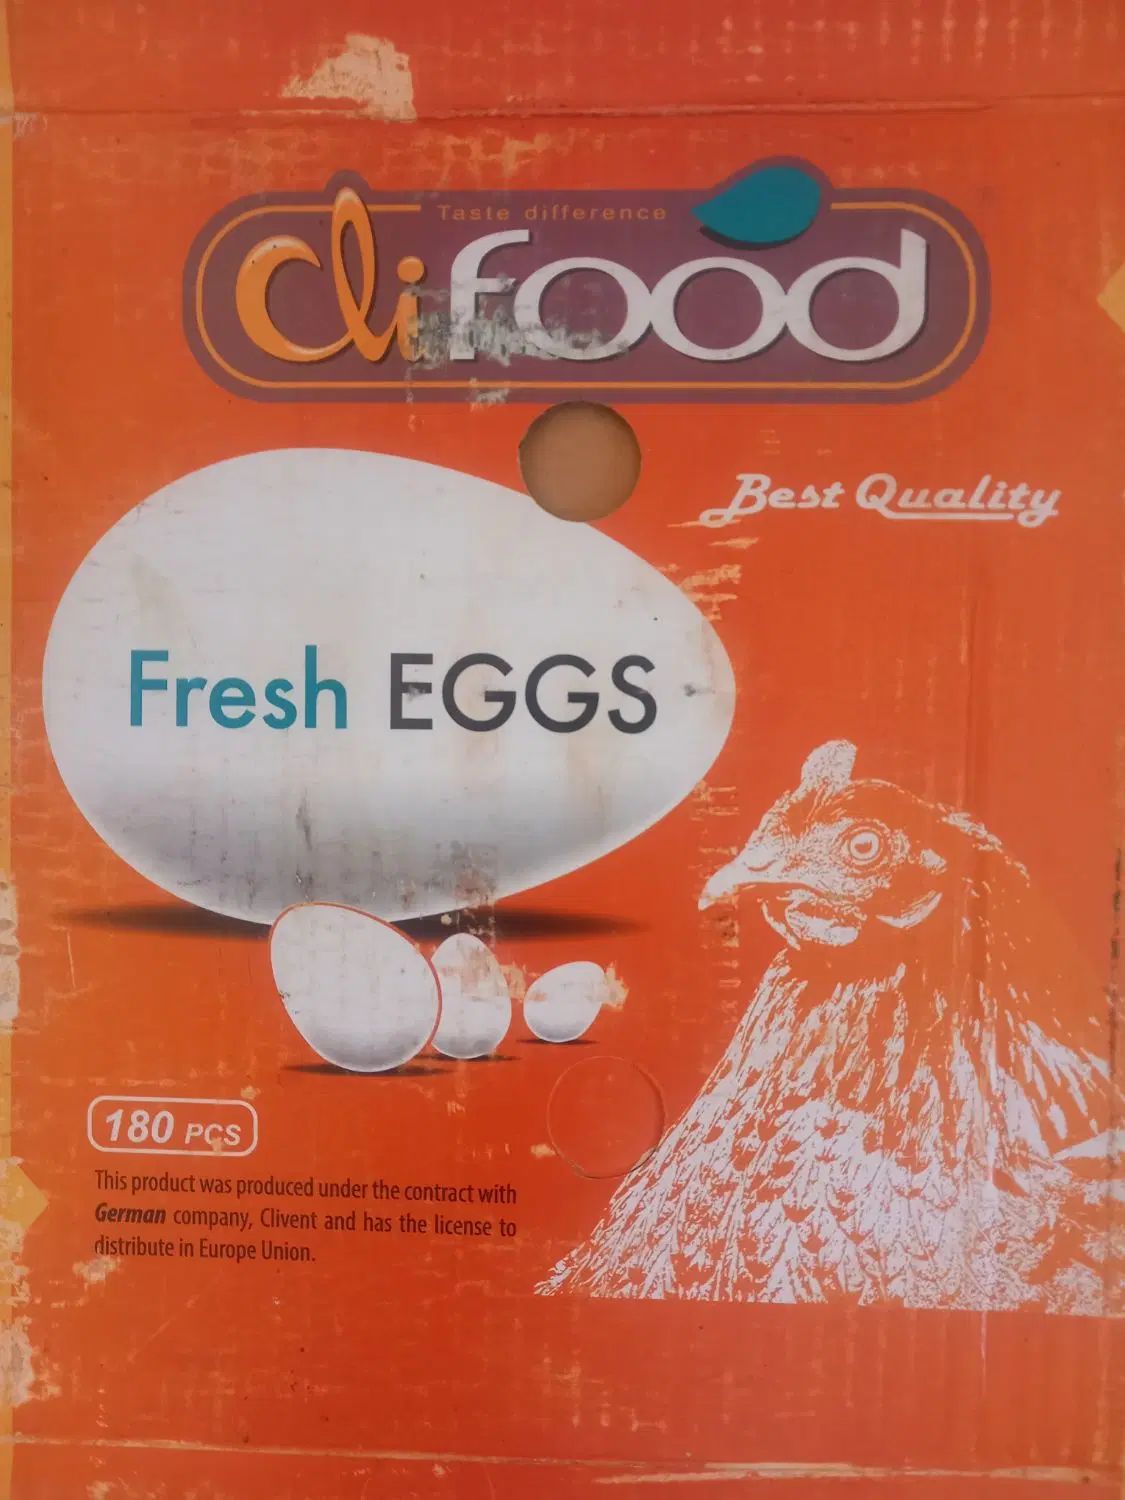 Taste difference
Clifood
Best Quality
Fresh EGGS
180 PCS
This product was produced under the contract with
German company, Clivent and has the license to
distribute in Europe Union.